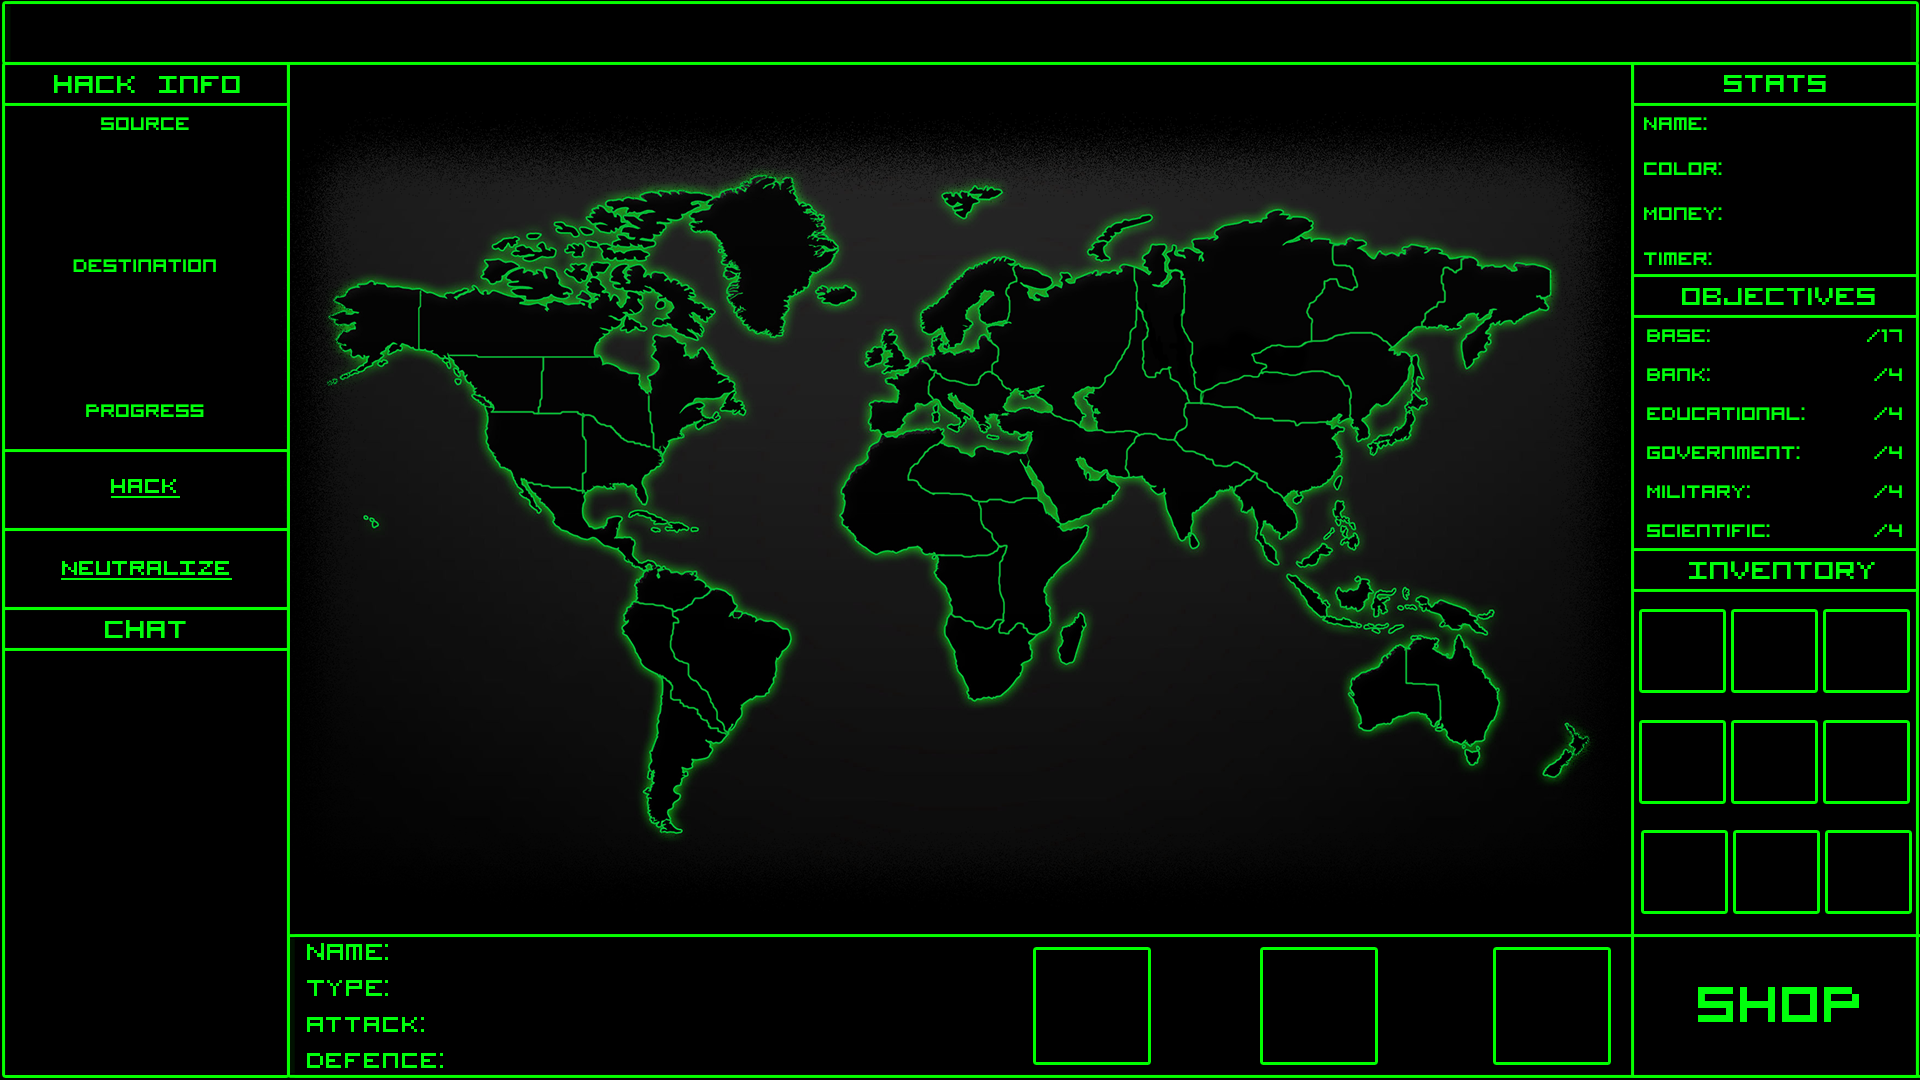 HACK INFO
SOURCE
DESTINATION
PROGRESS
HACK
NEUTRALIZE
CHAT
NAME:
TYPE:
ATTACK:
DEFENCE:
STATS
NAME:
COLOR:
MONEY:
TIMER:
OBJECTIVES
BASE: /17
BANK: /4
EDUCATIONAL: /4
GOVERNMENT: /4
MILITARY: /4
SCIENTIFIC: /4
INVENTORY
SHOP